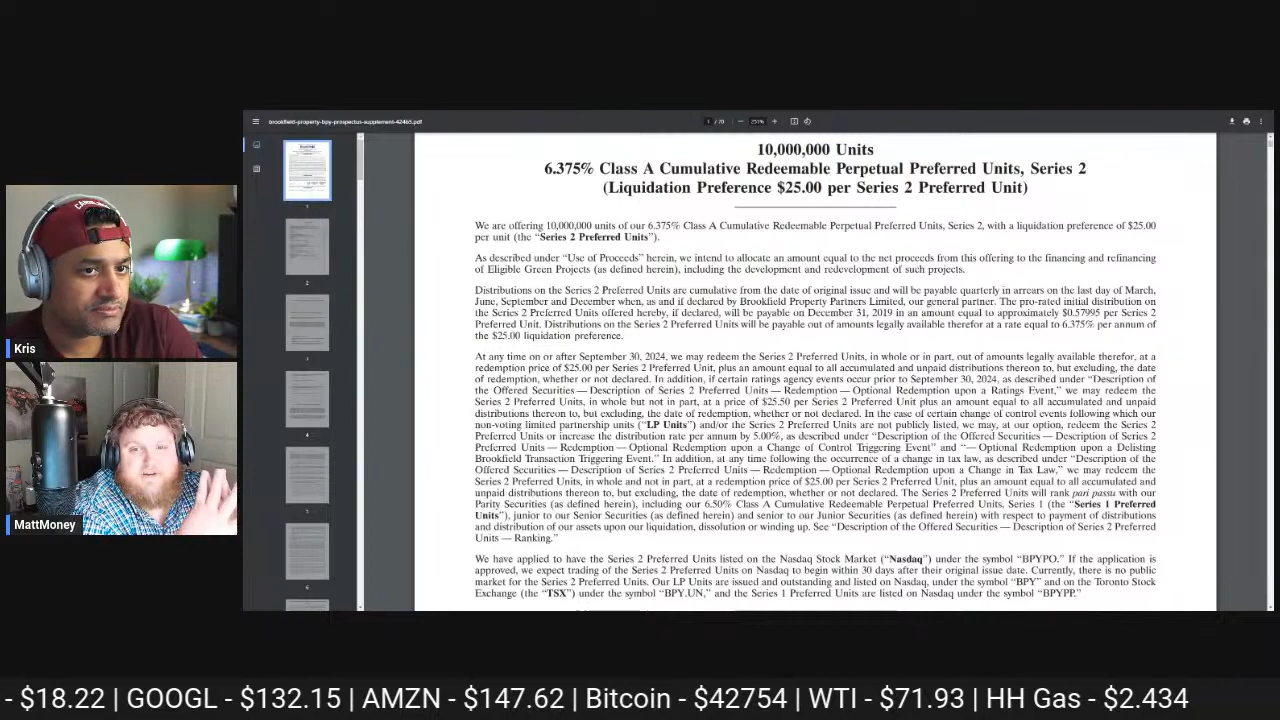 brookfield-property-bpy-prospectus-supplement-424b5.pdf
1 / 70
251%
10,000,000 Units
6.375% Class A Cumulative Redeemable Perpetual Preferred Units, Series 2
(Liquidation Preference $25.00 per Series 2 Preferred Unit)
We are offering 10,000,000 units of our 6.375% Class A Cumulative Redeemable Perpetual Preferred Units, Series 2, with a liquidation preference of $25.00
per unit (the “Series 2 Preferred Units”).
As described under “Use of Proceeds” herein, we intend to allocate an amount equal to the net proceeds from this offering to the financing and refinancing
of Eligible Green Projects (as defined herein), including the development and redevelopment of such projects.
Distributions on the Series 2 Preferred Units are cumulative from the date of original issue and will be payable quarterly in arrears on the last day of March,
June, September and December when, as and if declared by Brookfield Property Partners Limited, our general partner. The pro-rated initial distribution on
the Series 2 Preferred Units offered hereby, if declared, will be payable on December 31, 2019 in an amount equal to approximately $0.57995 per Series 2
Preferred Unit. Distributions on the Series 2 Preferred Units will be payable out of amounts legally available therefor at a rate equal to 6.375% per annum of
the $25.00 liquidation preference.
At any time on or after September 30, 2024, we may redeem the Series 2 Preferred Units, in whole or in part, out of amounts legally available therefor, at a
redemption price of $25.00 per Series 2 Preferred Unit, plus an amount equal to all accumulated and unpaid distributions thereon to, but excluding, the date
of redemption, whether or not declared. In addition, if certain ratings agency events occur prior to September 30, 2024, as described under “Description of
the Offered Securities — Description of Series 2 Preferred Units — Redemption — Optional Redemption upon a Ratings Event,” we may redeem the
Series 2 Preferred Units, in whole but not in part, at a price of $25.50 per Series 2 Preferred Unit plus an amount equal to all accumulated and unpaid
distributions thereon to, but excluding, the date of redemption, whether or not declared. In the case of certain change of control events following which our
non-voting limited partnership units (“LP Units”) and/or the Series 2 Preferred Units are not publicly listed, we may, at our option, redeem the Series 2
Preferred Units or increase the distribution rate per annum by 5.00%, as described under “Description of the Offered Securities — Description of Series 2
Preferred Units — Redemption — Optional Redemption upon a Change of Control Triggering Event” and “— Optional Redemption upon a Delisting
Brookfield Transaction Triggering Event.” In addition, at any time following the occurrence of a change in tax law, as described under “Description of the
Offered Securities — Description of Series 2 Preferred Units — Redemption — Optional Redemption upon a Change in Tax Law,” we may redeem the
Series 2 Preferred Units, in whole and not in part, at a redemption price of $25.00 per Series 2 Preferred Unit, plus an amount equal to all accumulated and
unpaid distributions thereon to, but excluding, the date of redemption, whether or not declared. The Series 2 Preferred Units will rank pari passu with our
Parity Securities (as defined herein), including our 6.50% Class A Cumulative Redeemable Perpetual Preferred Units, Series 1 (the “Series 1 Preferred
Units”), junior to our Senior Securities (as defined herein) and senior to our Junior Securities (as defined herein) with respect to payment of distributions
and distribution of our assets upon our liquidation, dissolution or winding up. See “Description of the Offered Securities — Description of Series 2 Preferred
Units — Ranking.”
We have applied to have the Series 2 Preferred Units listed on the Nasdaq Stock Market (“Nasdaq”) under the symbol “BPYPO.” If the application is
approved, we expect trading of the Series 2 Preferred Units on Nasdaq to begin within 30 days after their original issue date. Currently, there is no public
market for the Series 2 Preferred Units. Our LP Units are issued and outstanding and listed on Nasdaq, under the symbol “BPY” and on the Toronto Stock
Exchange (the “TSX”) under the symbol “BPY.UN,” and the Series 1 Preferred Units are listed on Nasdaq under the symbol “BPYPP.”
1
2
3
4
5
6
Kris
MattMoney
- $18.22 | GOOGL - $132.15 | AMZN - $147.62 | Bitcoin - $42754 | WTI - $71.93 | HH Gas - $2.434